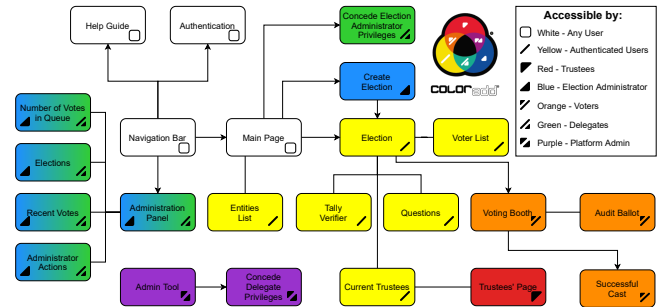 Help Guide
Authentication
Concede Election
Administrator
Privileges
Accessible by:
White - Any User
Yellow - Authenticated Users
Red - Trustees
Blue - Election Administrator
Orange - Voters
Green - Delegates
Purple - Platform Admin
Create
Election
coloradd
Number of Votes
in Queue
Navigation Bar
Main Page
Election
Voter List
Elections
Recent Votes
Administration
Panel
Entities
List
Tally
Verifier
Questions
Voting Booth
Audit Ballot
Administrator
Actions
Admin Tool
Concede
Delegate
Privileges
Current Trustees
Trustees' Page
Successful
Cast